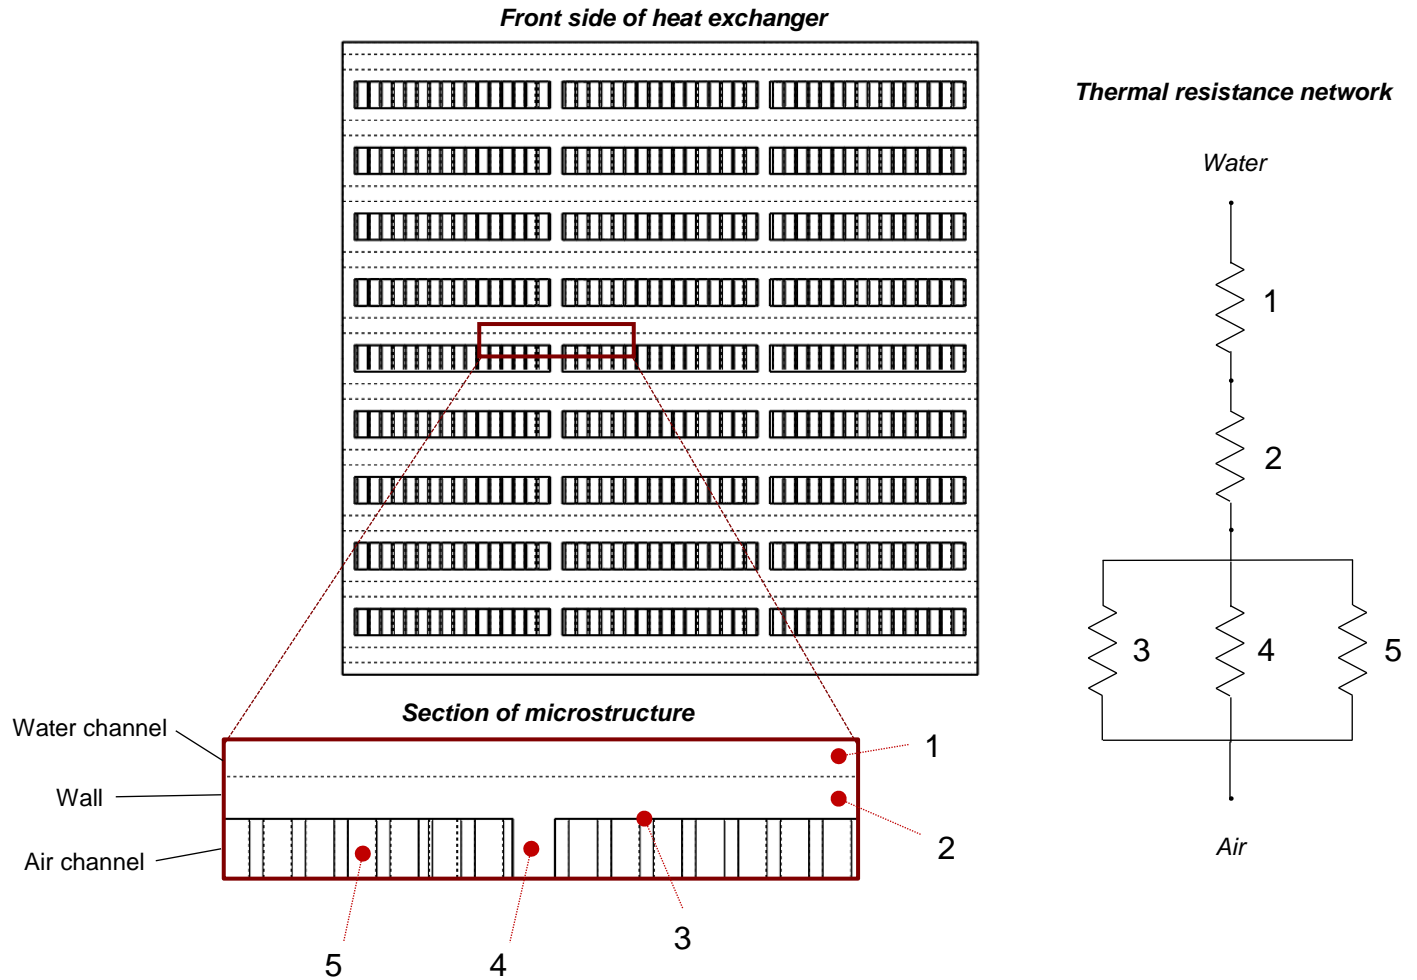 Front side of heat exchanger
Thermal resistance network
Water
1
2
3
4
5
Air
Section of microstructure
Water channel
Wall
Air channel
1
2
3
4
5